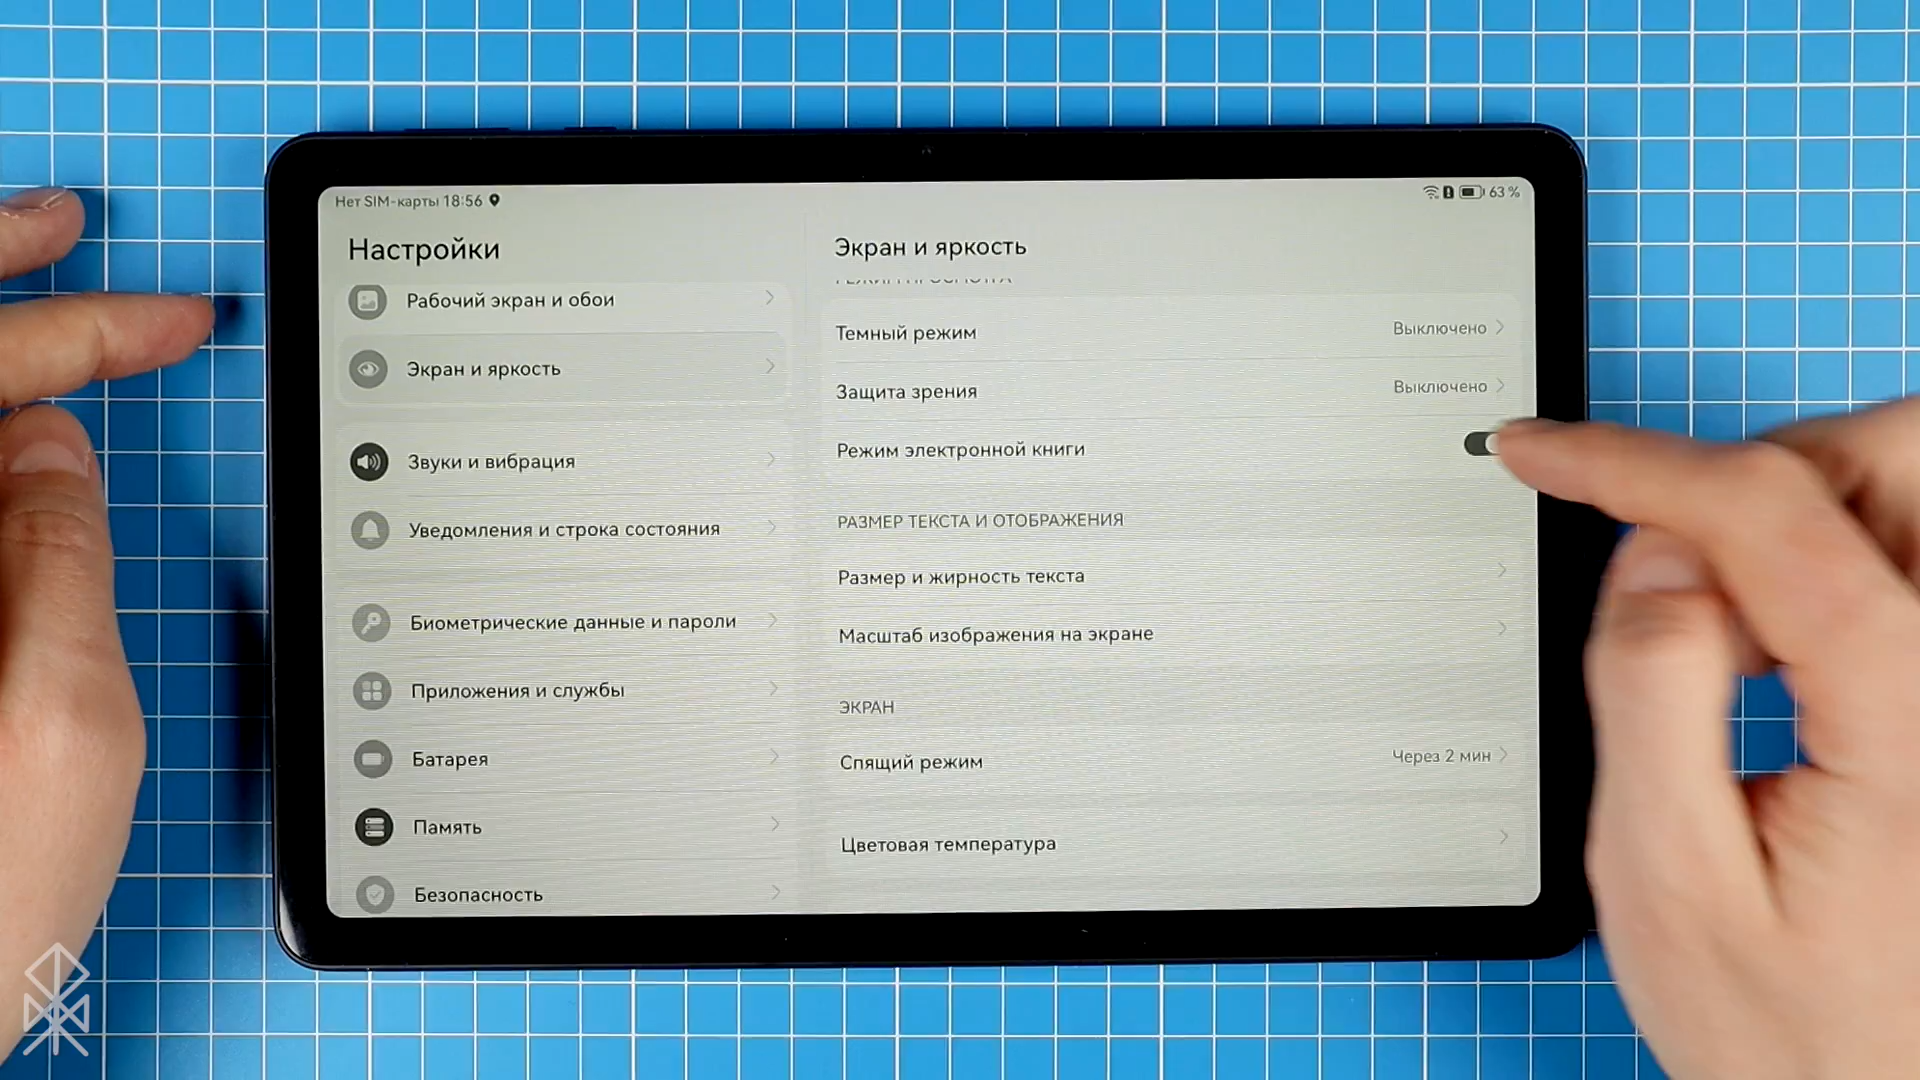 Нет SIM-карты 18:56
63 %
Настройки
Рабочий экран и обои
Экран и яркость
Звуки и вибрация
Уведомления и строка состояния
Биометрические данные и пароли
Приложения и службы
Батарея
Память
Безопасность
Экран и яркость
Темный режим
Выключено
Защита зрения
Выключено
Режим электронной книги
РАЗМЕР ТЕКСТА И ОТОБРАЖЕНИЯ
Размер и жирность текста
Масштаб изображения на экране
ЭКРАН
Спящий режим
Через 2 мин
Цветовая температура